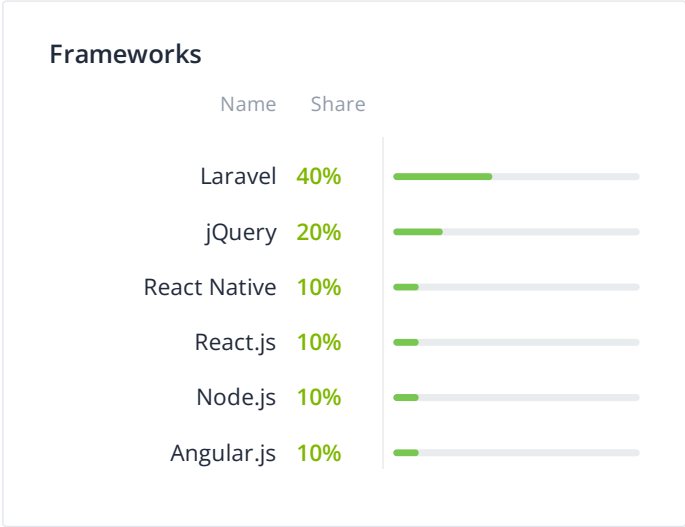 Frameworks
Name Share
Laravel 40%
jQuery 20%
React Native 10%
React.js 10%
Node.js 10%
Angular.js 10%